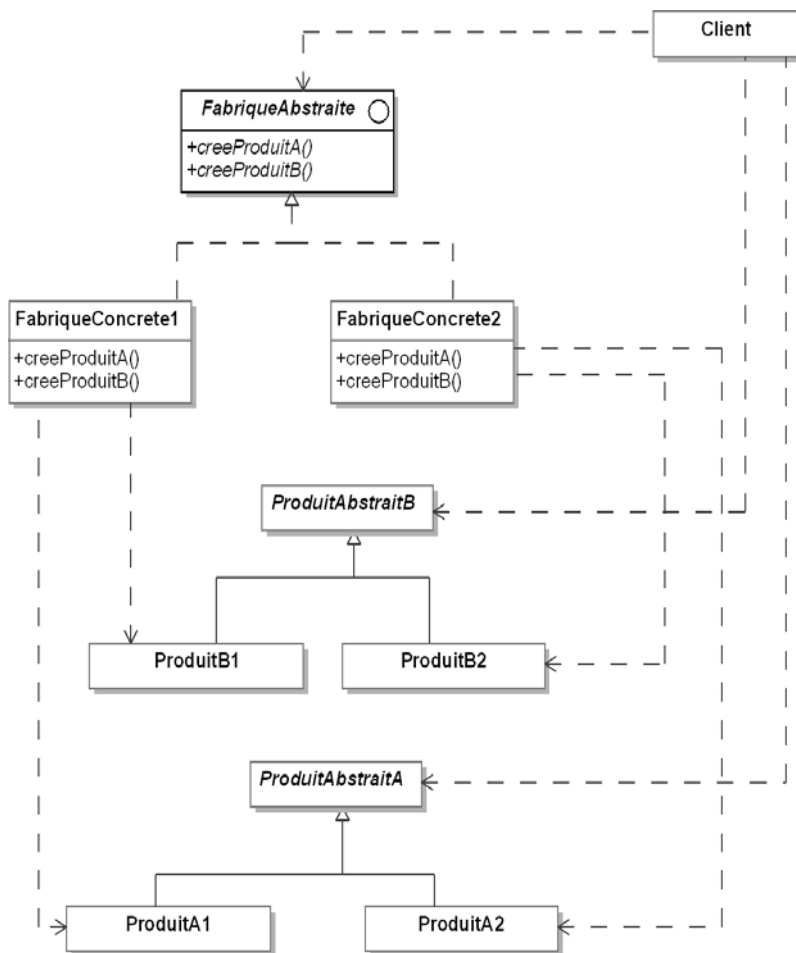 Client
FabriqueAbstraite
+creeProduitA()
+creeProduitB()
FabriqueConcrete1
+creeProduitA()
+creeProduitB()
FabriqueConcrete2
+creeProduitA()
+creeProduitB()
ProduitAbstraitB
ProduitB1
ProduitB2
ProduitAbstraitA
ProduitA1
ProduitA2